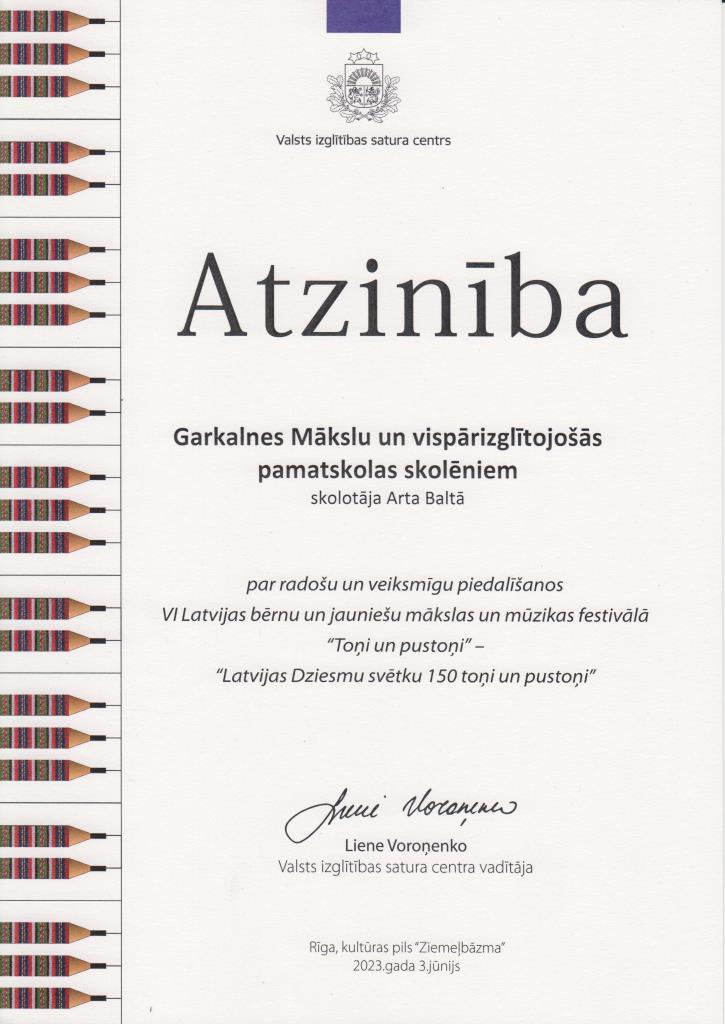 Valsts izglītības satura centrs
Atzinība
Garkalnes Mākslu un vispārizglītojošās
pamatskolas skolēniem
skolotāja Arta Baltā
par radošu un veiksmīgu piedalīšanos
VI Latvijas bērnu un jauniešu mākslas un mūzikas festivālā
“Toņi un pustoņi” –
“Latvijas Dziesmu svētku 150 toņi un pustoņi”
Liene Voroņenko
Liene Voroņenko
Valsts izglītības satura centra vadītāja
Rīga, kultūras pils “Ziemeļbāzma”
2023.gada 3.jūnijs